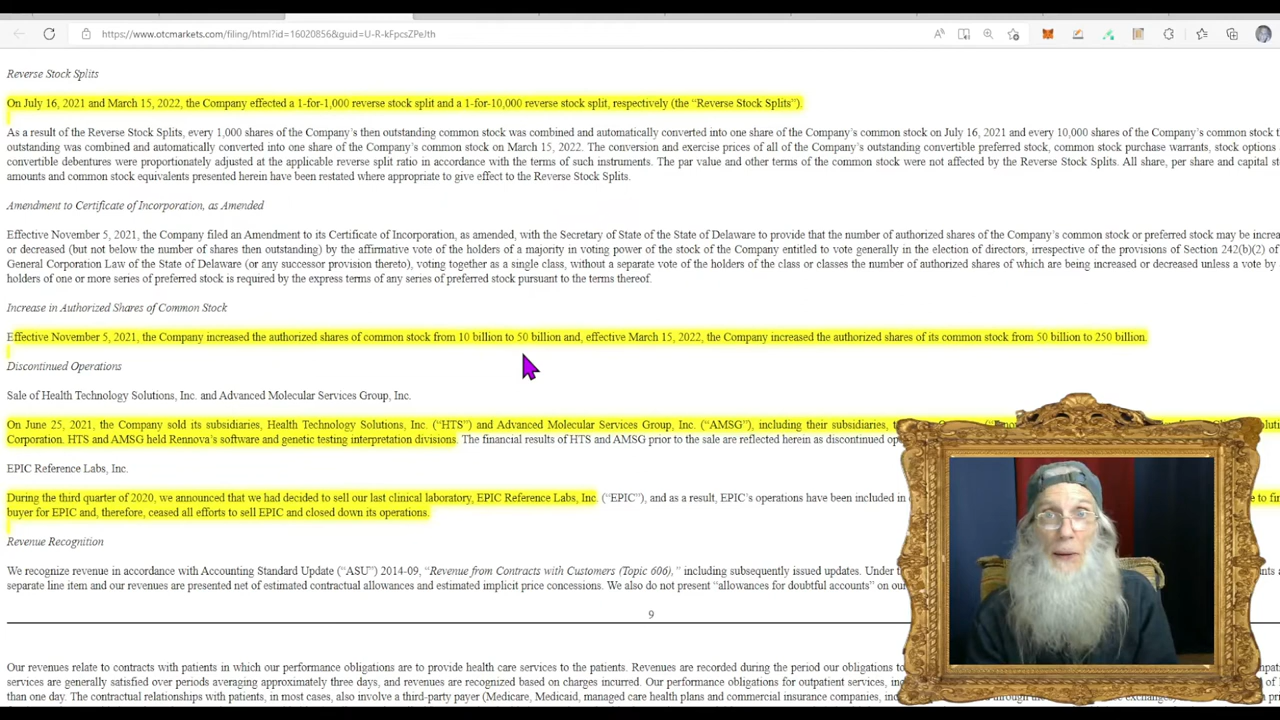 https://www.otcmarkets.com/filing/html?id=16020856&guid=U-R-kFpcsZPeJth
Reverse Stock Splits
On July 16, 2021 and March 15, 2022, the Company effected a 1-for-1,000 reverse stock split and a 1-for-10,000 reverse stock split, respectively (the “Reverse Stock Splits”).
As a result of the Reverse Stock Splits, every 1,000 shares of the Company’s then outstanding common stock was combined and automatically converted into one share of the Company’s common stock on July 16, 2021 and every 10,000 shares of the Company’s common stock
outstanding was combined and automatically converted into one share of the Company’s common stock on March 15, 2022. The conversion and exercise prices of all of the Company’s outstanding convertible preferred stock, common stock purchase warrants, stock options
convertible debentures were proportionately adjusted at the applicable reverse split ratio in accordance with the terms of such instruments. The par value and other terms of the common stock were not affected by the Reverse Stock Splits. All share, per share and capital
amounts and common stock equivalents presented herein have been restated where appropriate to give effect to the Reverse Stock Splits.
Amendment to Certificate of Incorporation, as Amended
Effective November 5, 2021, the Company filed an Amendment to its Certificate of Incorporation, as amended, with the Secretary of State of the State of Delaware to provide that the number of authorized shares of the Company’s common stock or preferred stock may be
or decreased (but not below the number of shares then outstanding) by the affirmative vote of the holders of a majority in voting power of the stock of the Company entitled to vote generally in the election of directors, irrespective of the provisions of Section 242(b)(2) of
General Corporation Law of the State of Delaware (or any successor provision thereto), voting together as a single class, without a separate vote of the holders of the class or classes the number of authorized shares of which are being increased or decreased unless a vote by
holders of one or more series of preferred stock is required by the express terms of any series of preferred stock pursuant to the terms thereof.
Increase in Authorized Shares of Common Stock
Effective November 5, 2021, the Company increased the authorized shares of common stock from 10 billion to 50 billion and, effective March 15, 2022, the Company increased the authorized shares of its common stock from 50 billion to 250 billion.
Discontinued Operations
Sale of Health Technology Solutions, Inc. and Advanced Molecular Services Group, Inc.
On June 25, 2021, the Company sold its subsidiaries, Health Technology Solutions, Inc. (“HTS”) and Advanced Molecular Services Group, Inc. (“AMSG”), including their subsidiaries,
Corporation. HTS and AMSG held Rennova’s software and genetic testing interpretation divisions. The financial results of HTS and AMSG prior to the sale are reflected herein as discontinued
EPIC Reference Labs, Inc.
During the third quarter of 2020, we announced that we had decided to sell our last clinical laboratory, EPIC Reference Labs, Inc. (“EPIC”), and as a result, EPIC’s operations have been included in
buyer for EPIC and, therefore, ceased all efforts to sell EPIC and closed down its operations.
Revenue Recognition
We recognize revenue in accordance with Accounting Standard Update (“ASU”) 2014-09, “Revenue from Contracts with Customers (Topic 606),” including subsequently issued updates. Under
separate line item and our revenues are presented net of estimated contractual allowances and estimated implicit price concessions. We also do not present “allowances for doubtful accounts” on
9
Our revenues relate to contracts with patients in which our performance obligations are to provide health care services to the patients. Revenues are recorded during the period our obligations
services are generally satisfied over periods averaging approximately three days, and revenues are recognized based on charges incurred. Our performance obligations for outpatient services,
than one day. The contractual relationships with patients, in most cases, also involve a third-party payer (Medicare, Medicaid, managed care health plans and commercial insurance companies,